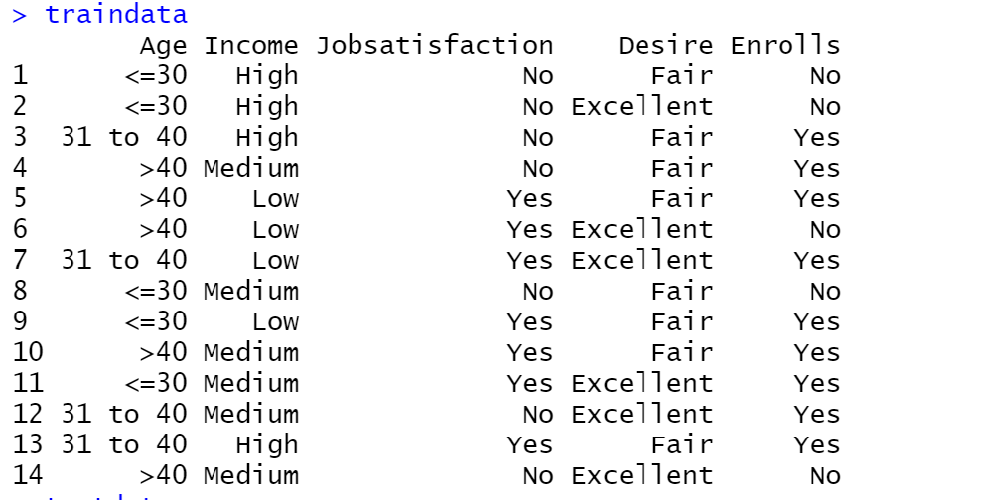 > traindata
Age Income Jobsatisfaction Desire Enrolls
1 <=30 High No Fair No
2 <=30 High No Excellent No
3 31 to 40 High No Fair Yes
4 >40 Medium No Fair Yes
5 >40 Low Yes Fair Yes
6 >40 Low Yes Excellent No
7 31 to 40 Low Yes Excellent Yes
8 <=30 Medium No Fair No
9 <=30 Low Yes Fair Yes
10 >40 Medium Yes Fair Yes
11 <=30 Medium Yes Excellent Yes
12 31 to 40 Medium No Excellent Yes
13 31 to 40 High Yes Fair Yes
14 >40 Medium No Excellent No